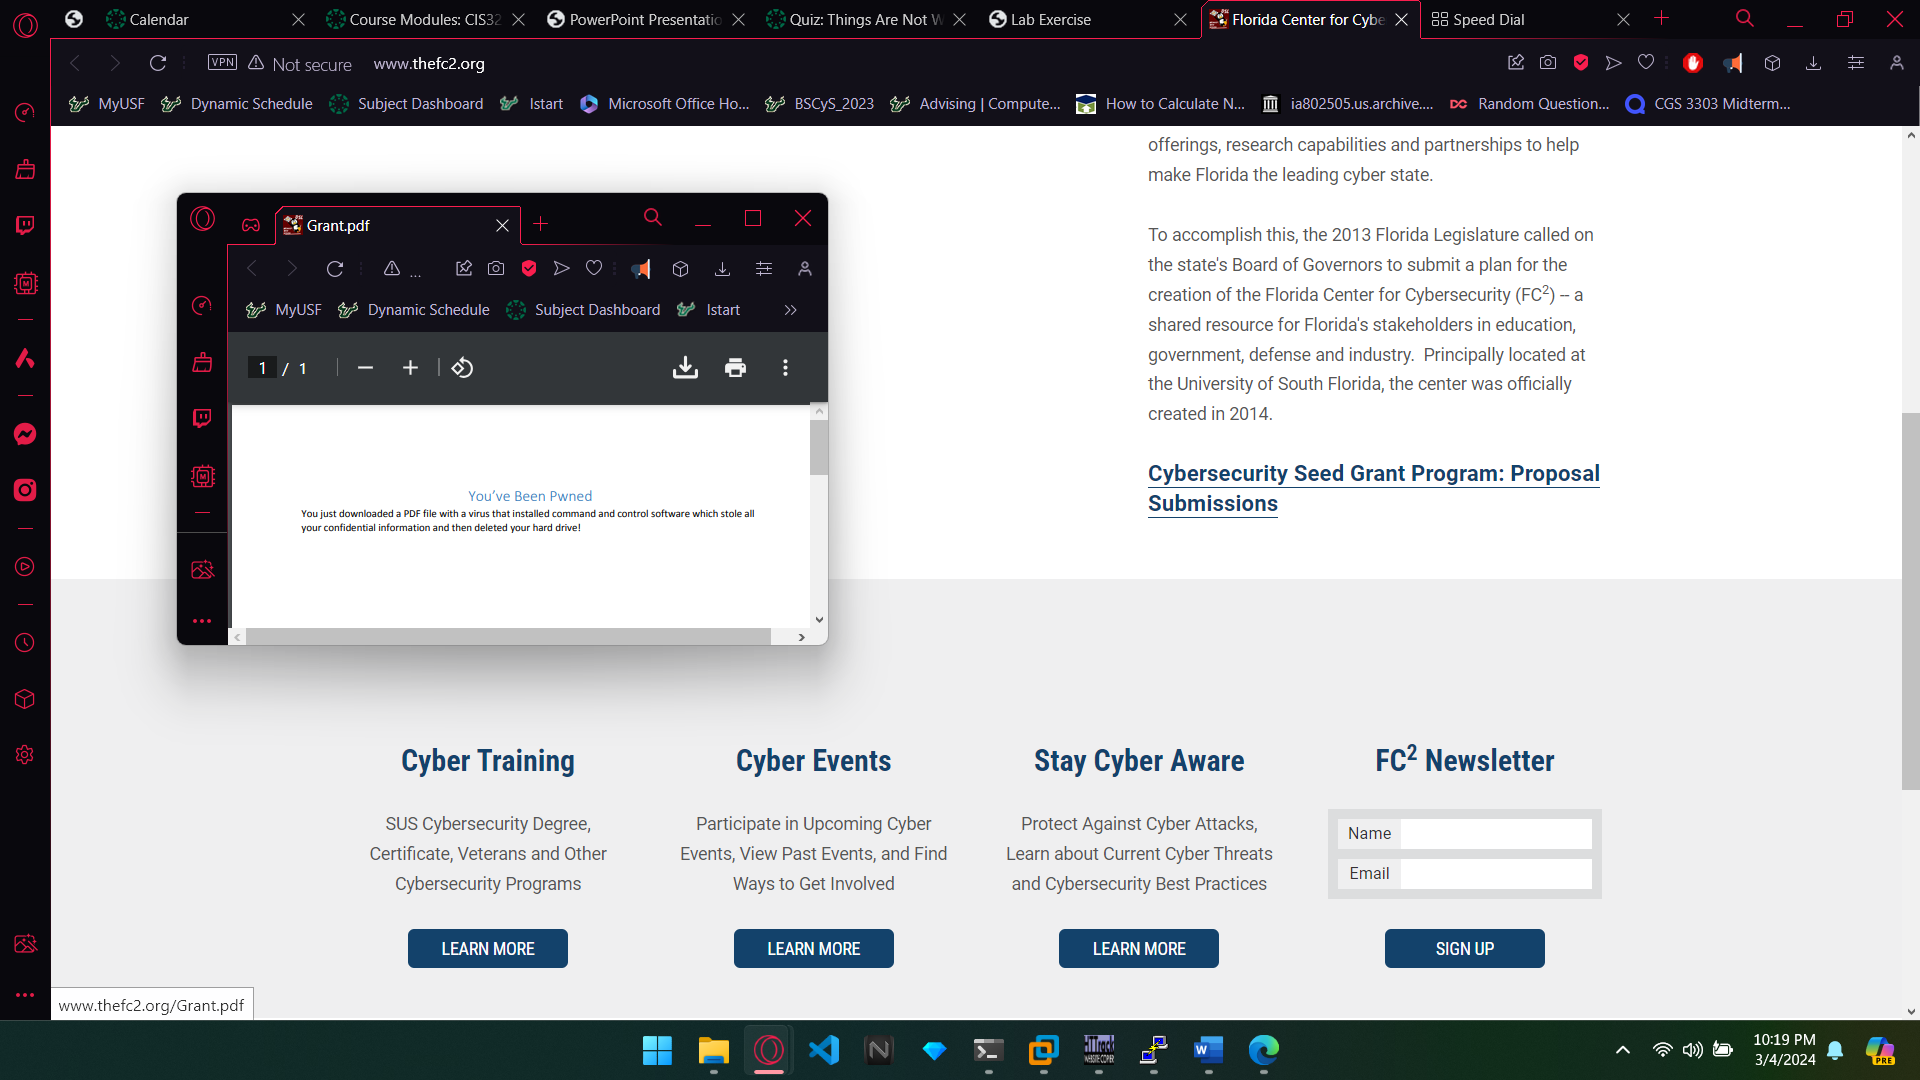 Calendar
Course Modules: CIS32
PowerPoint Presentatio
Quiz: Things Are Not W
Lab Exercise
Florida Center for Cybe
Speed Dial
VPN
Not secure
www.thefc2.org
MyUSF
Dynamic Schedule
Subject Dashboard
Istart
Microsoft Office Ho...
BSCyS_2023
Advising | Compute...
How to Calculate N...
ia802505.us.archive....
DC
Random Question...
CGS 3303 Midterm...
offerings, research capabilities and partnerships to help
make Florida the leading cyber state.
To accomplish this, the 2013 Florida Legislature called on
the state's Board of Governors to submit a plan for the
creation of the Florida Center for Cybersecurity (FC²) – a
shared resource for Florida's stakeholders in education,
government, defense and industry. Principally located at
the University of South Florida, the center was officially
created in 2014.
Cybersecurity Seed Grant Program: Proposal
Submissions
Grant.pdf
...
MyUSF
Dynamic Schedule
Subject Dashboard
Istart
1 / 1
You've Been Pwned
You just downloaded a PDF file with a virus that installed command and control software which stole all
your confidential information and then deleted your hard drive!
Cyber Training
SUS Cybersecurity Degree,
Certificate, Veterans and Other
Cybersecurity Programs
LEARN MORE
Cyber Events
Participate in Upcoming Cyber
Events, View Past Events, and Find
Ways to Get Involved
LEARN MORE
Stay Cyber Aware
Protect Against Cyber Attacks,
Learn about Current Cyber Threats
and Cybersecurity Best Practices
LEARN MORE
FC² Newsletter
Name
Email
SIGN UP
www.thefc2.org/Grant.pdf
HTTrack
WEBSITE COPIER
W
10:19 PM
3/4/2024
PRE